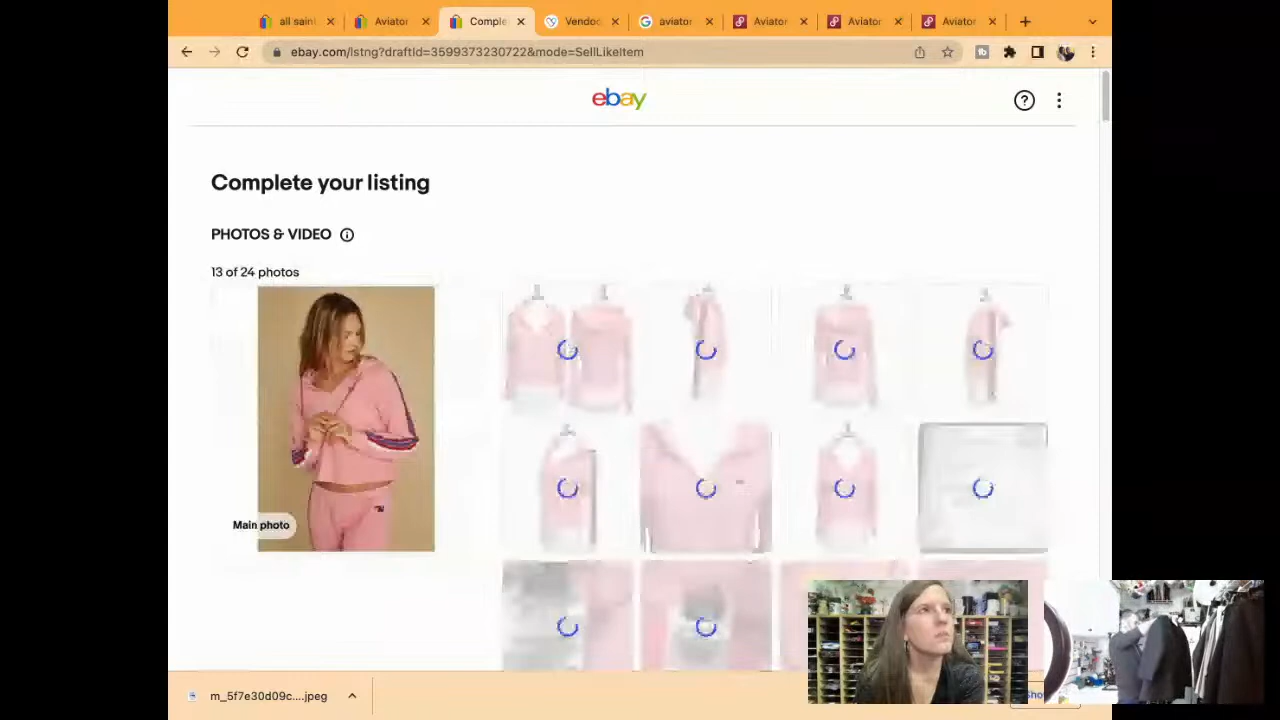 all saint
Aviator
Comple
Vendoo
aviator
Aviator
Aviator
Aviator
ebay.com/lstng?draftId=3599373230722&mode=SellLikeItem
ebay
Complete your listing
PHOTOS & VIDEO
13 of 24 photos
Main photo
m_5f7e30d09c....jpeg